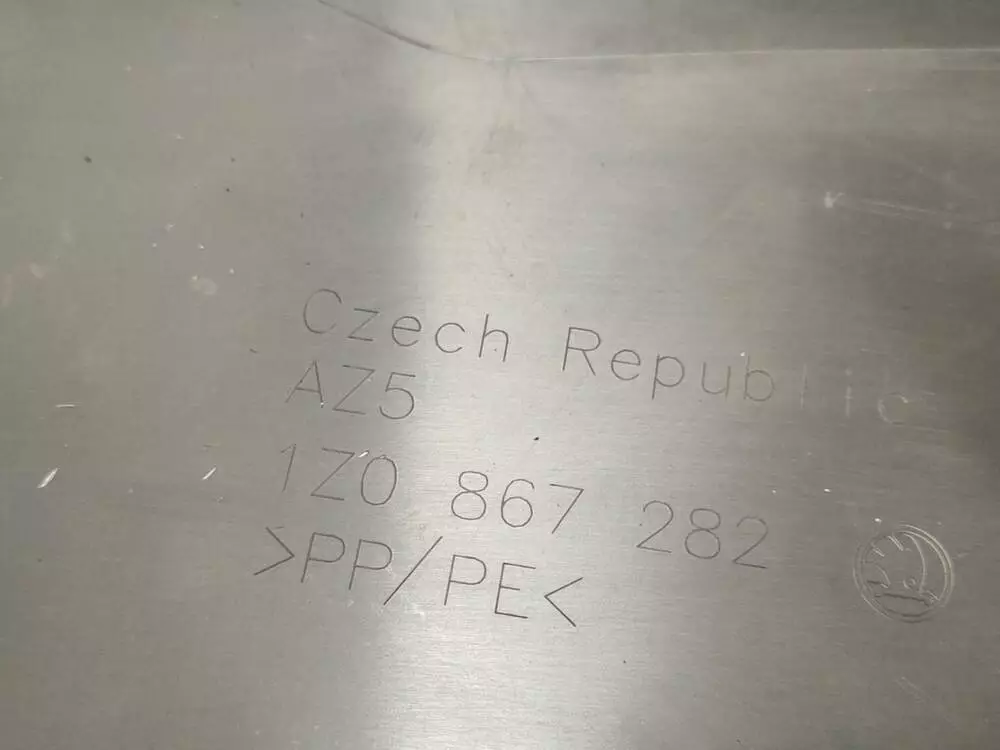 Czech Republic
AZ5
1Z0 867 282
>PP/PE<